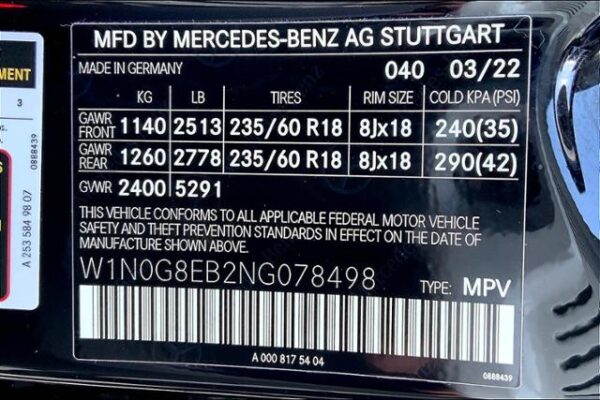 MFD BY MERCEDES-BENZ AG STUTTGART
MADE IN GERMANY 040 03/22
KG LB TIRES RIM SIZE COLD KPA(PSI)
GAWR FRONT 1140 2513 235/60 R18 8Jx18 240(35)
GAWR REAR 1260 2778 235/60 R18 8Jx18 290(42)
GVWR 2400 5291
THIS VEHICLE CONFORMS TO ALL APPLICABLE FEDERAL MOTOR VEHICLE
SAFETY AND THEFT PREVENTION STANDARDS IN EFFECT ON THE DATE OF
MANUFACTURE SHOWN ABOVE.
W1N0G8EB2NG078498 TYPE: MPV
A 000 817 54 04
0888439
MENT
3
0888439
A 253 584 98 07